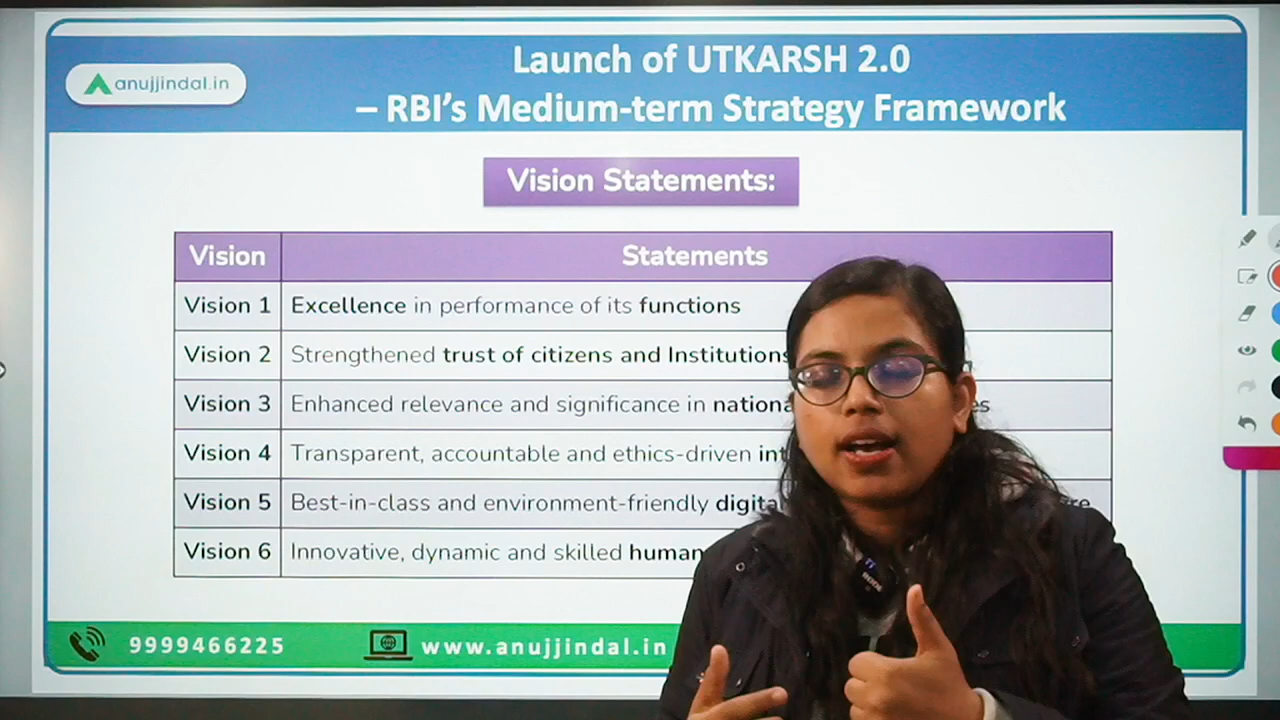 Launch of UTKARSH 2.0
anujjindal.in
– RBI's Medium-term Strategy Framework
Vision Statements:
Vision Statements
Vision 1 Excellence in performance of its functions
Vision 2 Strengthened trust of citizens and Institutions
Vision 3 Enhanced relevance and significance in
Vision 4 Transparent, accountable and ethics-driven
Vision 5 Best-in-class and environment-friendly
Vision 6 Innovative, dynamic and skilled human
9999466225 www.anujjindal.in
RODE